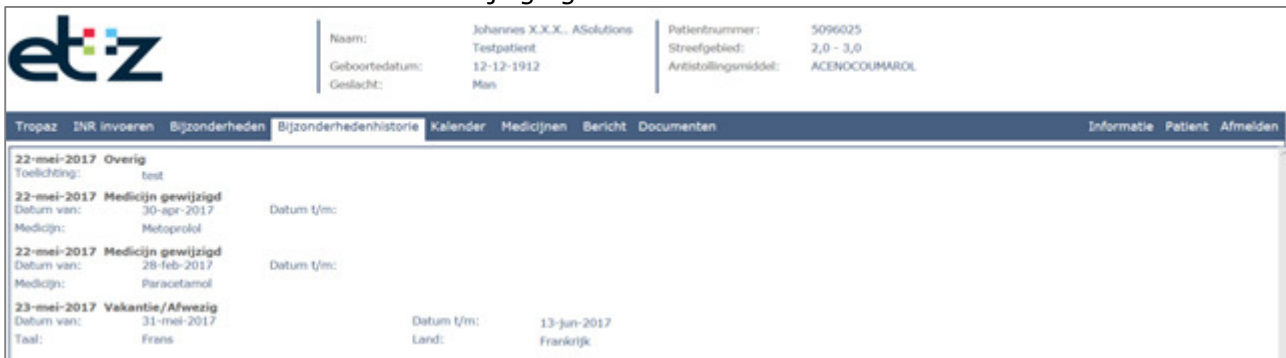 etz
Naam: Johannes X.X.X.. ASolutions Testpatient
Geboortedatum: 12-12-1912
Geslacht: Man
Patientnummer: 5096025
Streefgebied: 2,0 - 3,0
Antistollingsmiddel: ACENOCOUMAROL
Tropaz INR invoeren Bijzonderheden Bijzonderhedenhistorie Kalender Medicijnen Bericht Documenten Informatie Patient Afmelden
22-mei-2017 Overig
Toelichting: test
22-mei-2017 Medicijn gewijzigd
Datum van: 30-apr-2017 Datum t/m:
Medicijn: Metoprolol
22-mei-2017 Medicijn gewijzigd
Datum van: 28-feb-2017 Datum t/m:
Medicijn: Paracetamol
23-mei-2017 Vakantie/Afwezig
Datum van: 31-mei-2017 Datum t/m: 13-jun-2017
Taal: Frans Land: Frankrijk